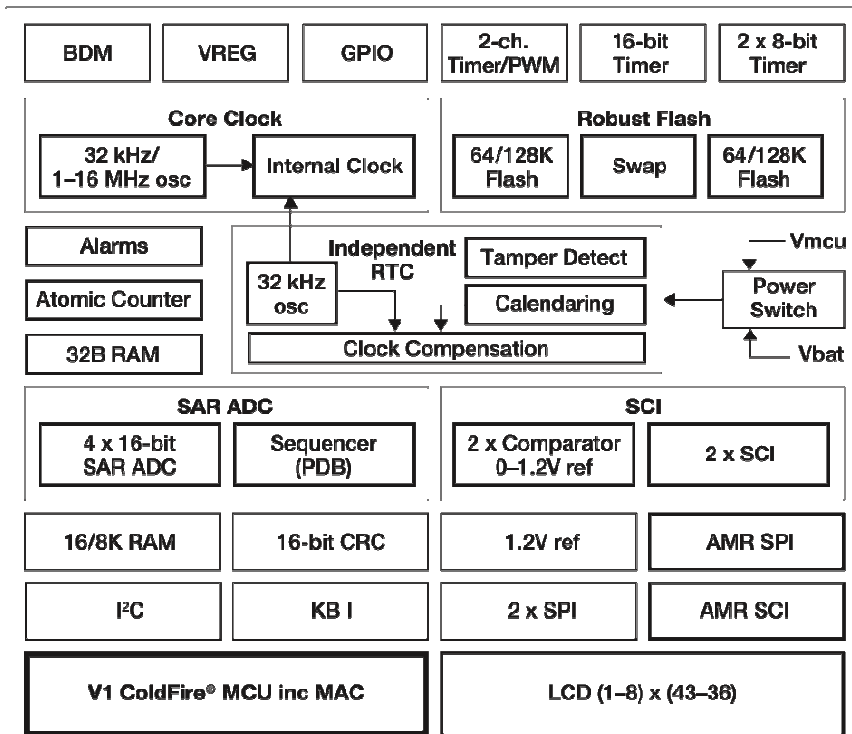 BDM
VREG
GPIO
2-ch.
Timer/PWM
16-bit
Timer
2 x 8-bit
Timer
Core Clock
32 kHz/
1–16 MHz osc
Internal Clock
Robust Flash
64/128K
Flash
Swap
64/128K
Flash
Alarms
Atomic Counter
32B RAM
Independent
RTC
32 kHz
osc
Tamper Detect
Calendaring
Clock Compensation
Vmcu
Power
Switch
Vbat
SAR ADC
4 x 16-bit
SAR ADC
Sequencer
(PDB)
SCI
2 x Comparator
0–1.2V ref
2 x SCI
16/8K RAM
16-bit CRC
1.2V ref
AMR SPI
I²C
KB I
2 x SPI
AMR SCI
V1 ColdFire® MCU inc MAC
LCD (1–8) x (43–36)